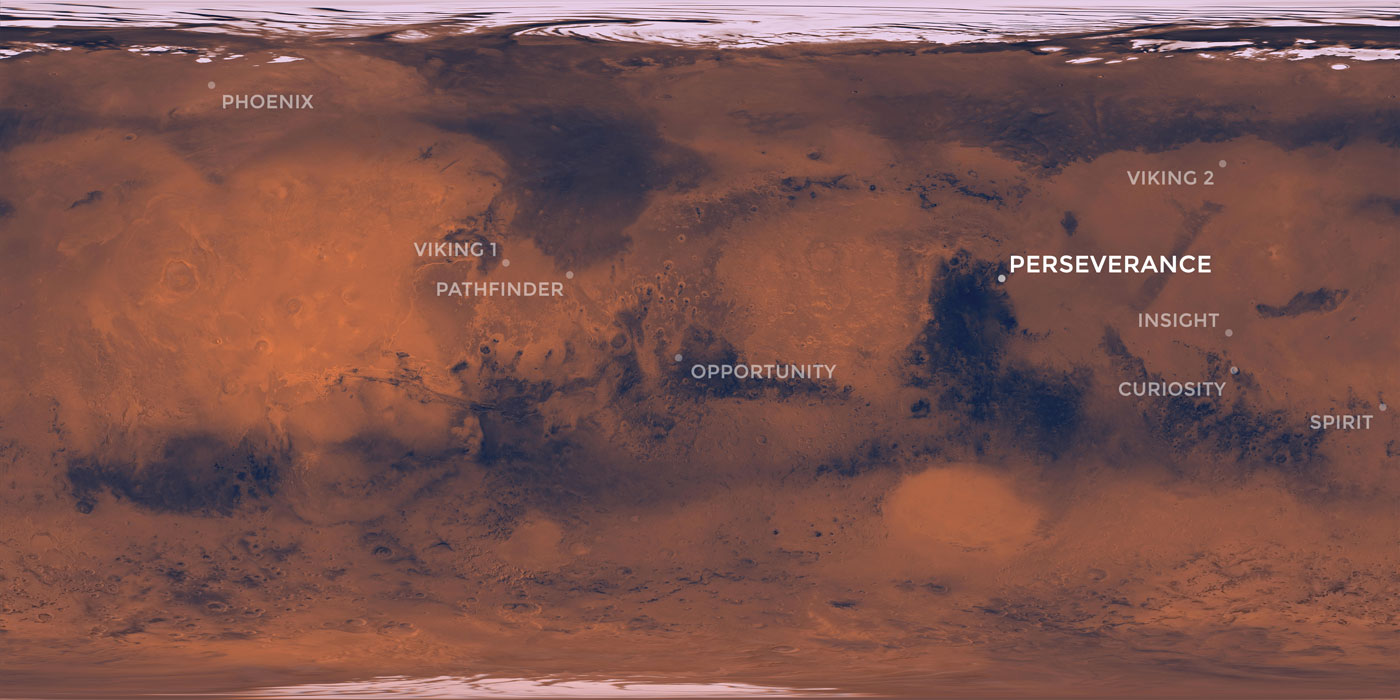 PHOENIX
VIKING 2
VIKING 1
PERSEVERANCE
PATHFINDER
INSIGHT
OPPORTUNITY
CURIOSITY
SPIRIT